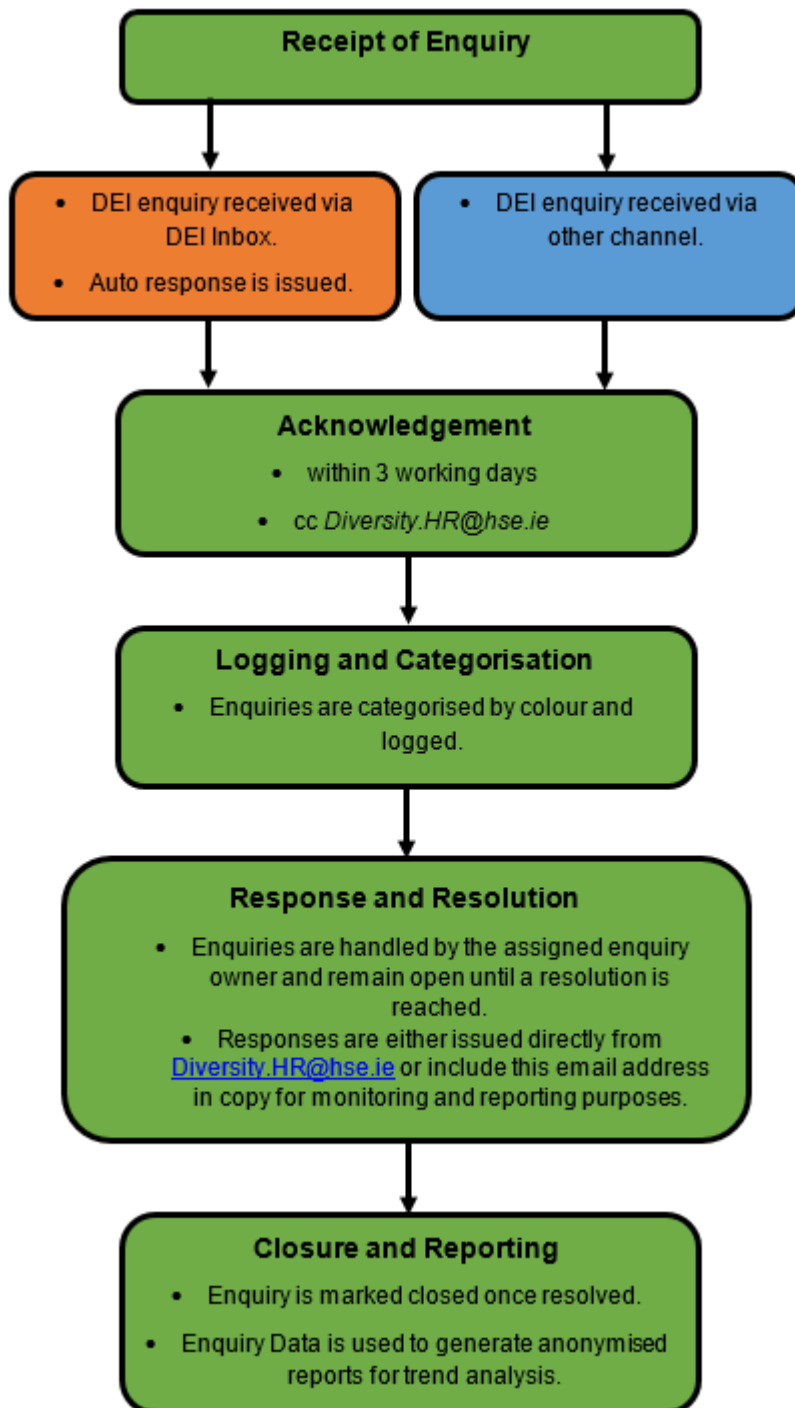 Receipt of Enquiry
• DEI enquiry received via
DEI Inbox.
• Auto response is issued.
• DEI enquiry received via
other channel.
Acknowledgement
• within 3 working days
• cc Diversity.HR@hse.ie
Logging and Categorisation
• Enquiries are categorised by colour and
logged.
Response and Resolution
• Enquiries are handled by the assigned enquiry
owner and remain open until a resolution is
reached.
• Responses are either issued directly from
Diversity.HR@hse.ie or include this email address
in copy for monitoring and reporting purposes.
Closure and Reporting
• Enquiry is marked closed once resolved.
• Enquiry Data is used to generate anonymised
reports for trend analysis.